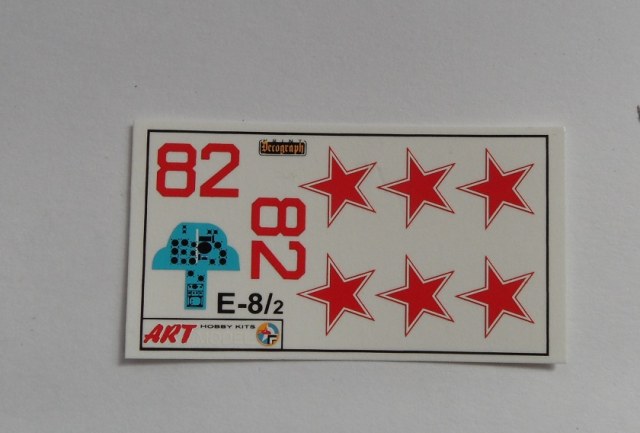 82
Decograph
82
E-8/2
ART HOBBY KITS